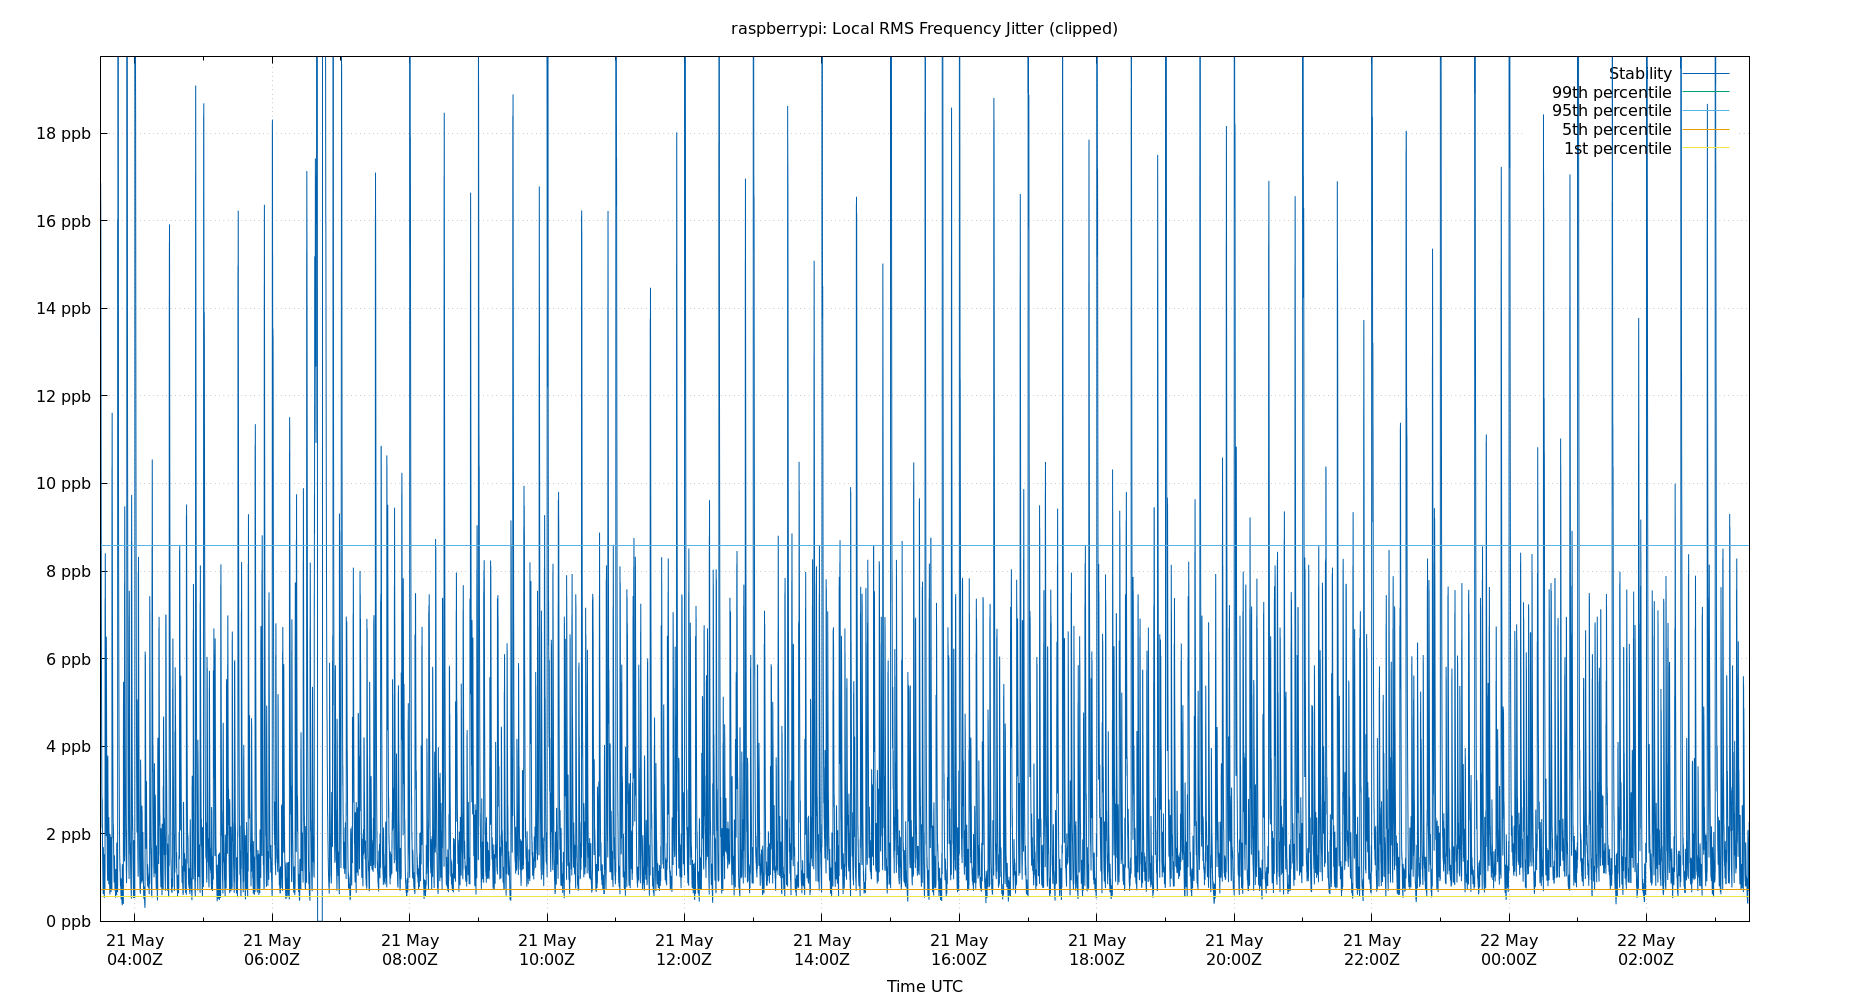 raspberrypi: Local RMS Frequency Jitter (clipped)
Stability
99th percentile
95th percentile
5th percentile
1st percentile
18 ppb
16 ppb
14 ppb
12 ppb
10 ppb
8 ppb
6 ppb
4 ppb
2 ppb
0 ppb
21 May 21 May 21 May 21 May 21 May 21 May 21 May 21 May 21 May 21 May 22 May 22 May
04:00Z 06:00Z 08:00Z 10:00Z 12:00Z 14:00Z 16:00Z 18:00Z 20:00Z 22:00Z 00:00Z 02:00Z
Time UTC